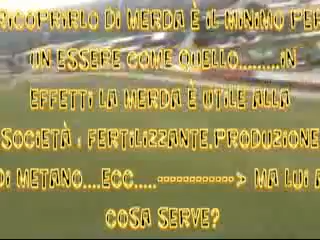 RICOPRIRLO DI MERDA È IL MINIMO PER
UN ESSERE COME QUELLO........IN
EFFETTI LA MERDA È UTILE ALLA
SOCIETÀ : FERTILIZZANTE,PRODUZIONE
DI METANO....ECC.....------------> MA LUI A
COSA SERVE?